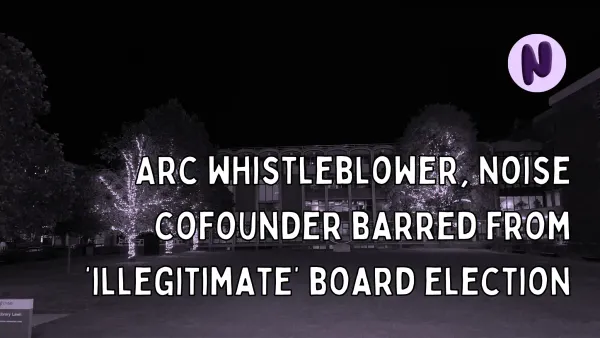 N
ARC WHISTLEBLOWER, NOISE
COFOUNDER BARRED FROM
'ILLEGITIMATE' BOARD ELECTION